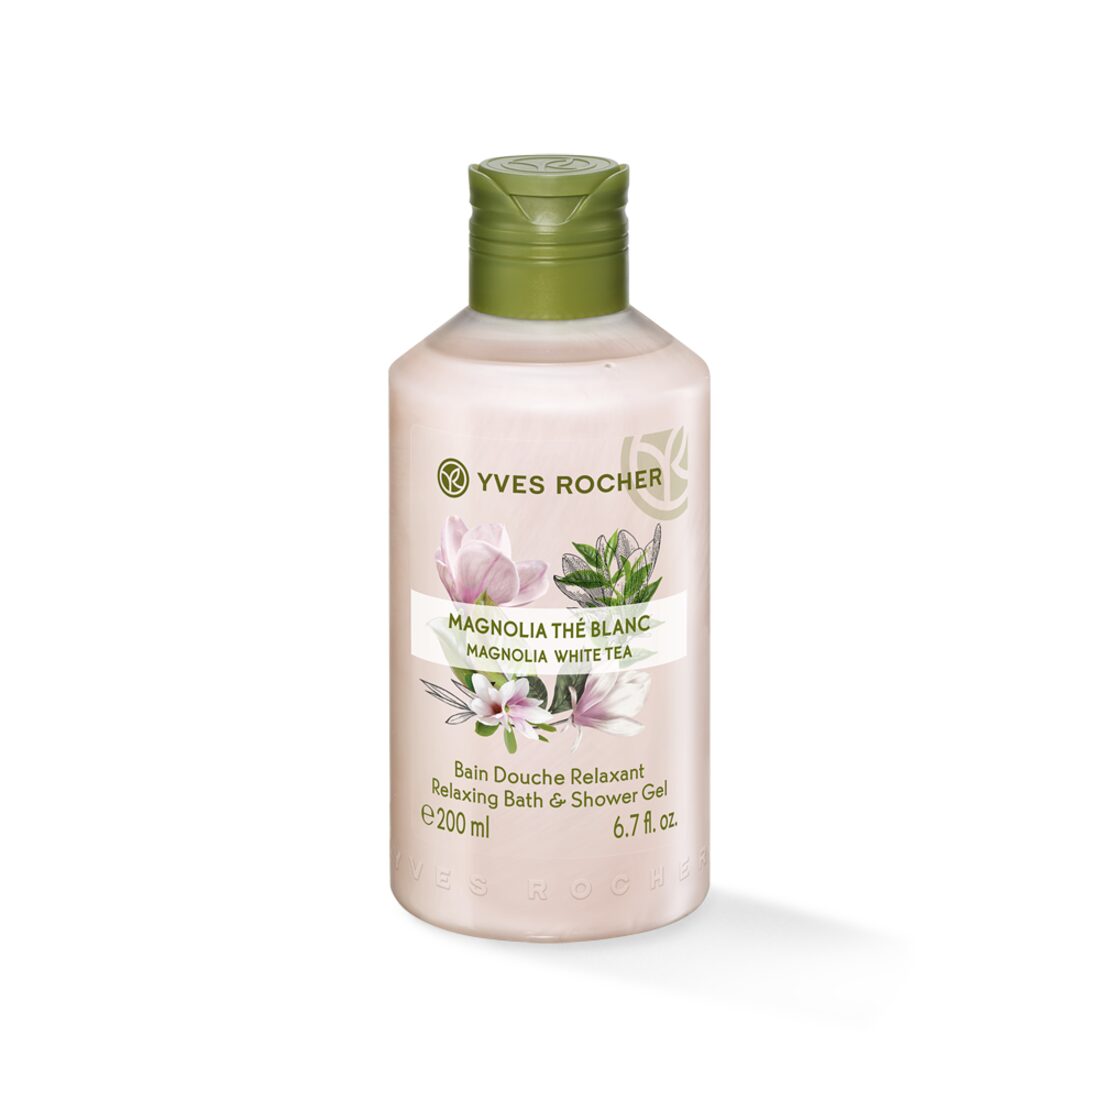 YVES ROCHER
MAGNOLIA THÉ BLANC
MAGNOLIA WHITE TEA
Bain Douche Relaxant
Relaxing Bath & Shower Gel
℮200 ml 6.7 fl. oz.
YVES ROCHER